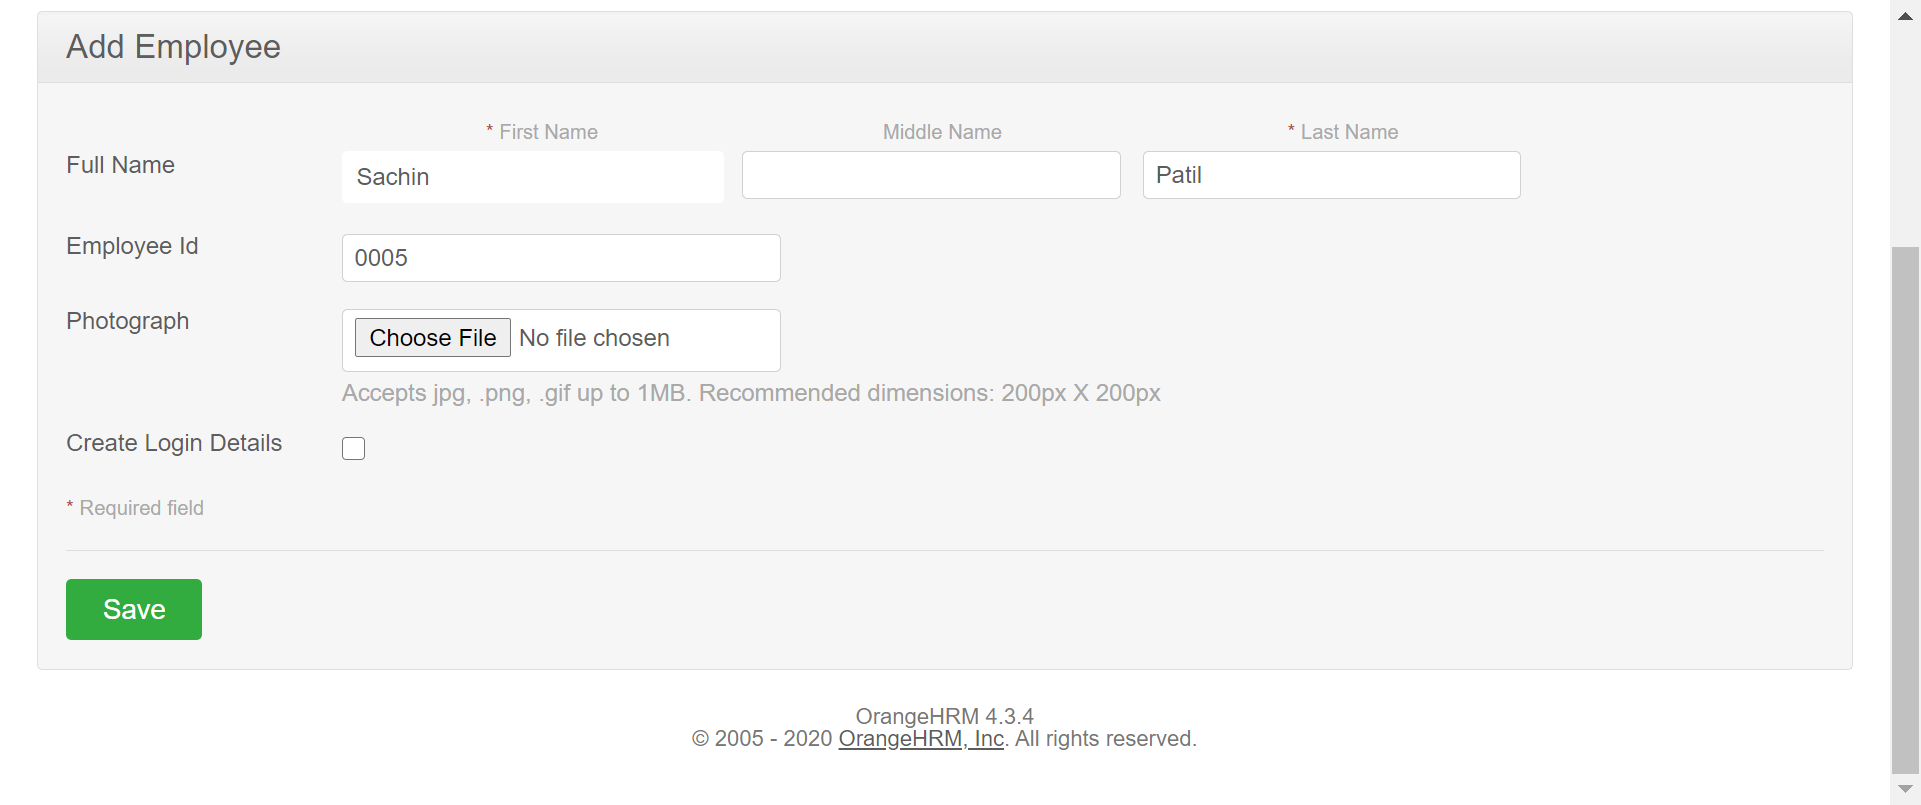 Add Employee
* First Name Middle Name * Last Name
Full Name Sachin Patil
Employee Id 0005
Photograph Choose File No file chosen
Accepts jpg, .png, .gif up to 1MB. Recommended dimensions: 200px X 200px
Create Login Details
* Required field
Save
OrangeHRM 4.3.4
© 2005 - 2020 OrangeHRM, Inc. All rights reserved.